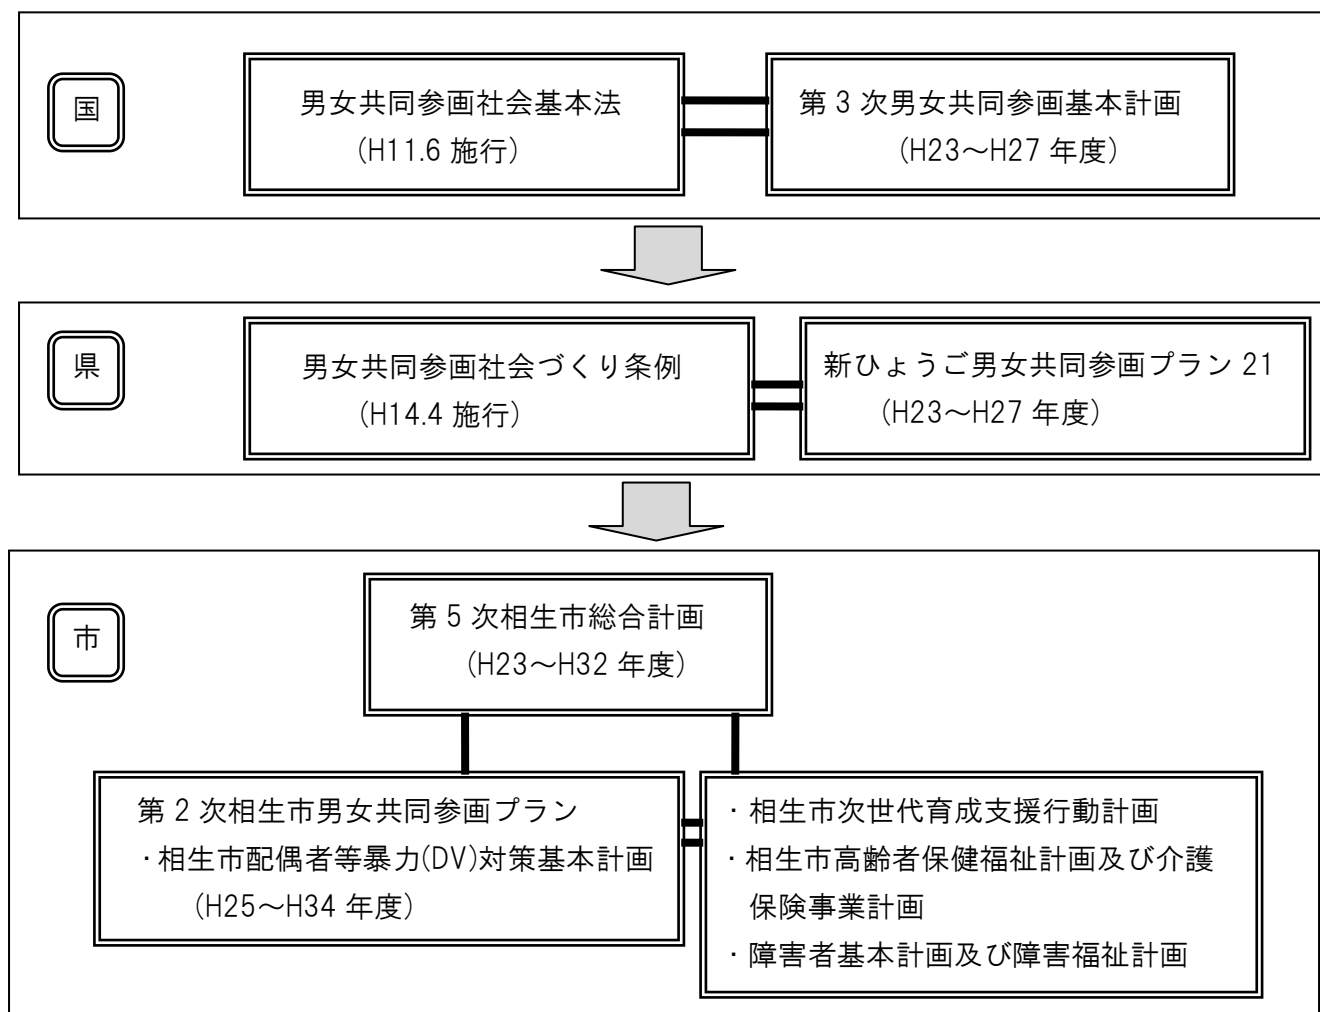 国
男女共同参画社会基本法
(H11.6 施行)
第 3 次男女共同参画基本計画
(H23～H27 年度)
県
男女共同参画社会づくり条例
(H14.4 施行)
新ひょうご男女共同参画プラン 21
(H23～H27 年度)
市
第 5 次相生市総合計画
(H23～H32 年度)
第 2 次相生市男女共同参画プラン
・相生市配偶者等暴力(DV)対策基本計画
(H25～H34 年度)
・相生市次世代育成支援行動計画
・相生市高齢者保健福祉計画及び介護
保険事業計画
・障害者基本計画及び障害福祉計画